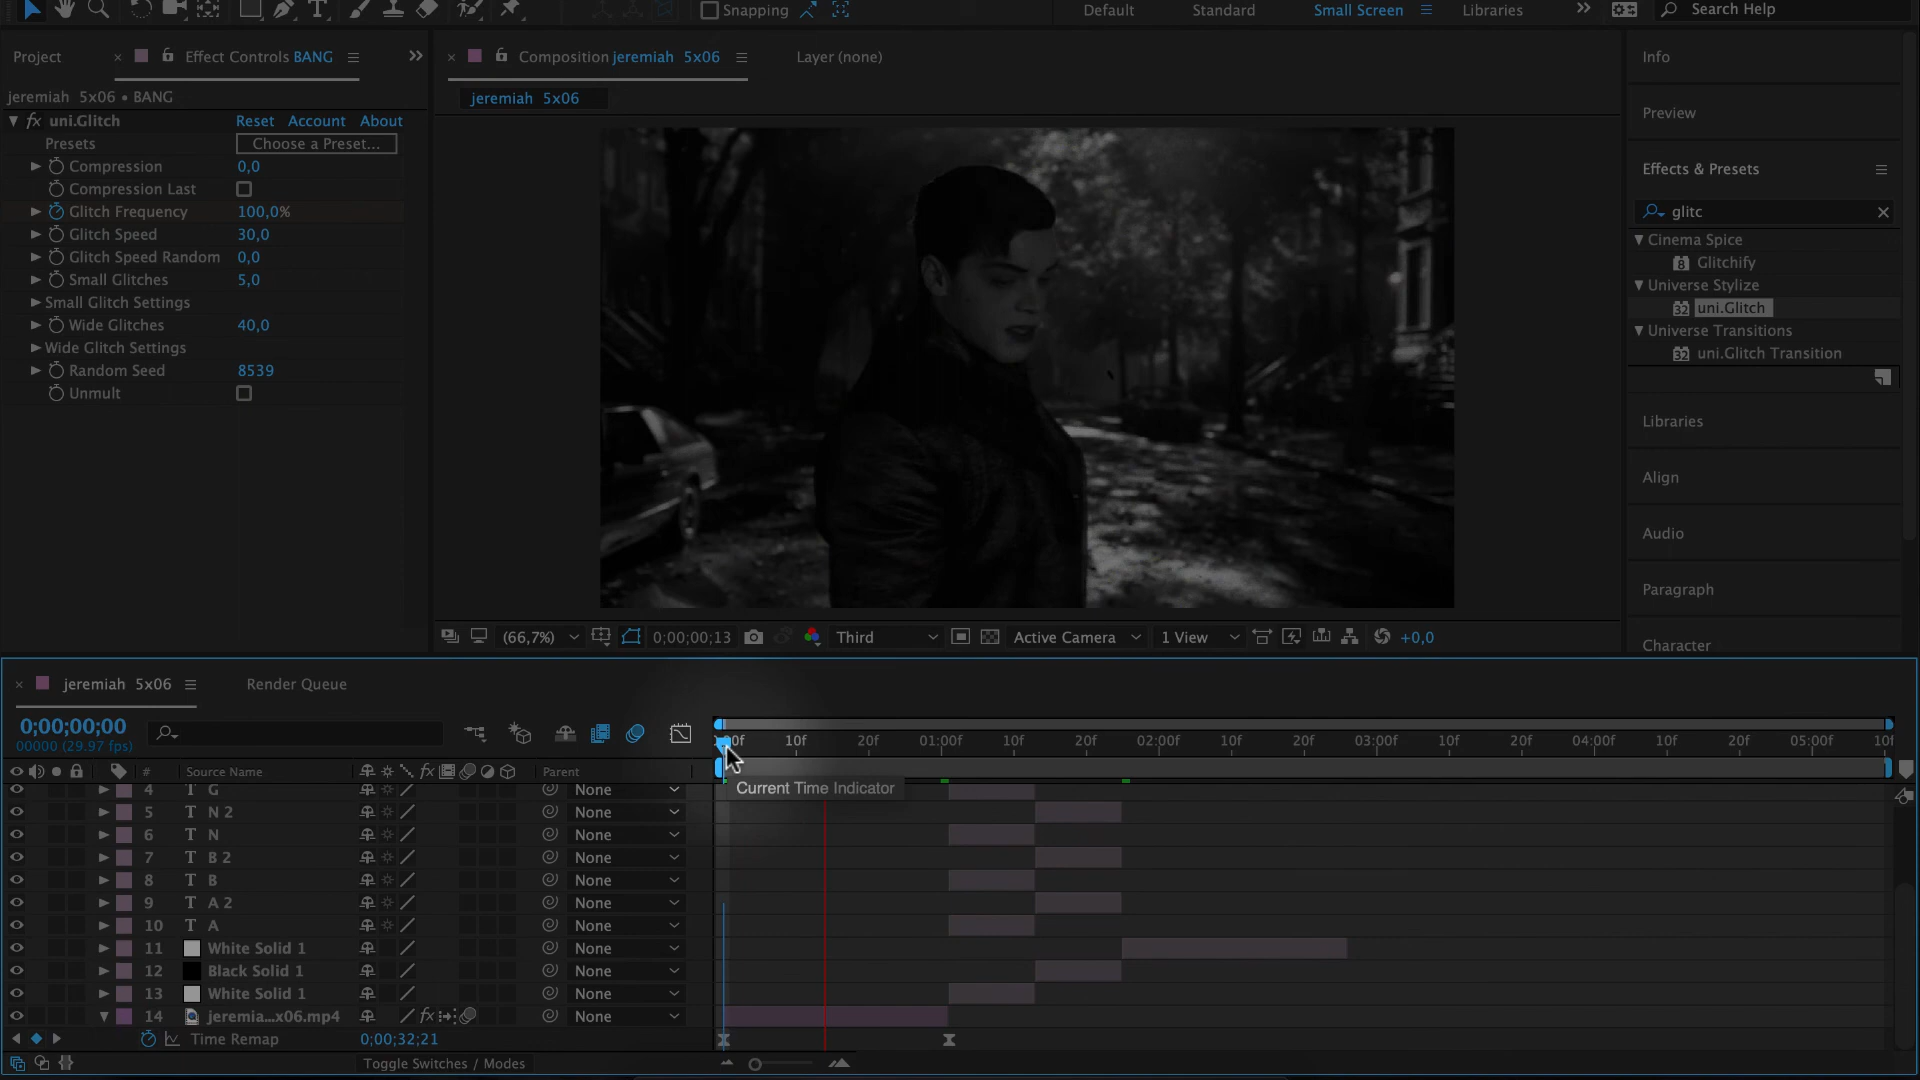 Snapping
Default
Standard
Small Screen
Libraries
Search Help
Project
Effect Controls BANG
Composition jeremiah 5x06
Layer (none)
Info
jeremiah 5x06 • BANG
jeremiah 5x06
Preview
uni.Glitch
Reset
Account
About
Presets
Choose a Preset...
Compression
0,0
Compression Last
Glitch Frequency
100,0%
Glitch Speed
30,0
Glitch Speed Random
0,0
Small Glitches
5,0
Small Glitch Settings
Wide Glitches
40,0
Wide Glitch Settings
Random Seed
8539
Unmult
Effects & Presets
glitc
Cinema Spice
Glitchify
Universe Stylize
uni.Glitch
Universe Transitions
uni.Glitch Transition
Libraries
Align
Audio
Paragraph
Character
(66,7%)
0;00;00;13
Third
Active Camera
1 View
+0,0
jeremiah 5x06
Render Queue
0;00;00;00
00000 (29.97 fps)
00f
10f
20f
01:00f
10f
20f
02:00f
10f
20f
03:00f
10f
20f
04:00f
10f
20f
05:00f
10f
#
Source Name
fx
Parent
Current Time Indicator
4 T G None
5 T N 2 None
6 T N None
7 T B 2 None
8 T B None
9 T A 2 None
10 T A None
11 White Solid 1 None
12 Black Solid 1 None
13 White Solid 1 None
14 jeremia...x06.mp4 fx None
Time Remap
0;00;32;21
Toggle Switches / Modes